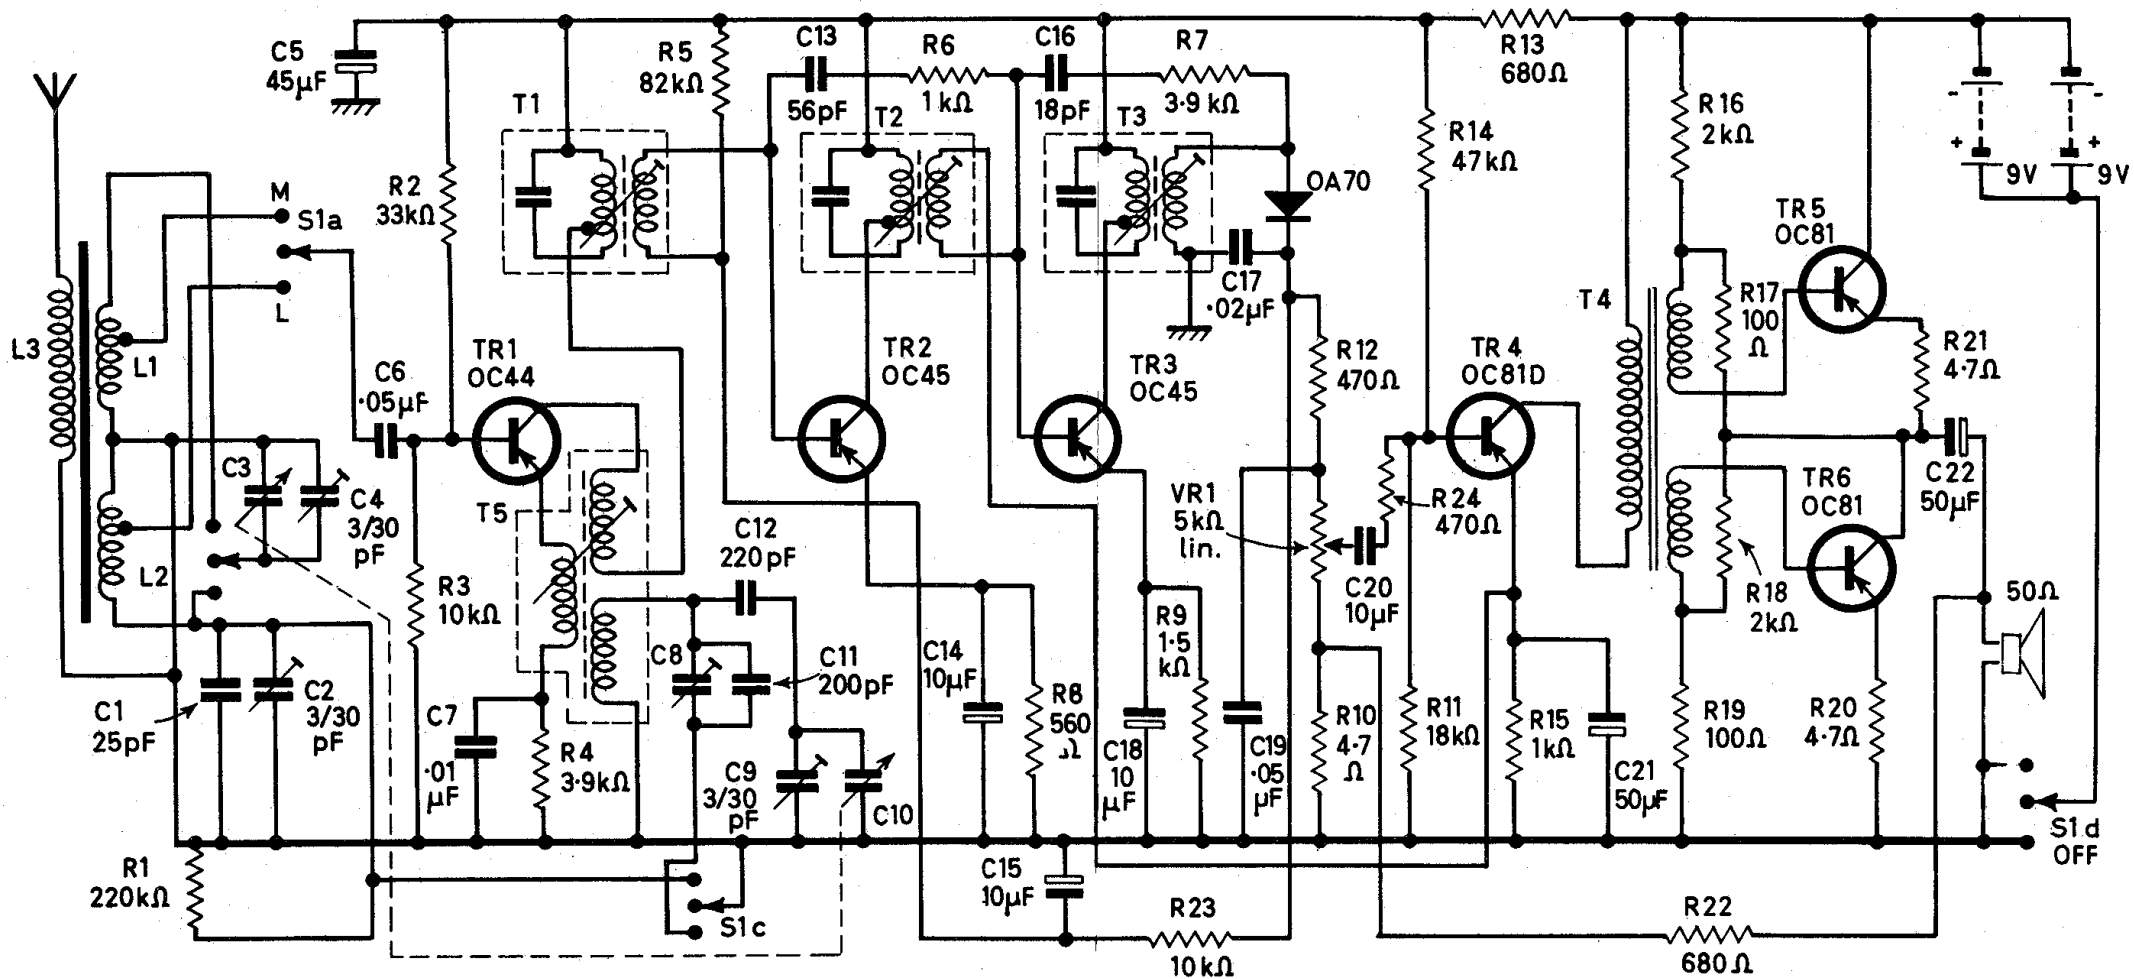 C5
45µF
R5
82kΩ
C13
56pF
R6
1kΩ
C16
18pF
R7
3·9 kΩ
R13
680Ω
T1
T2
T3
R14
47kΩ
R16
2kΩ
-
+
9V
-
+
9V
M
S1a
L
R2
33kΩ
OA70
TR5
OC81
C17
·02µF
T4
R17
100
Ω
L3
L1
C6
·05µF
TR1
OC44
TR2
OC45
TR3
OC45
R12
470Ω
TR4
OC81D
R21
4·7Ω
C3
C4
3/30
pF
T5
C12
220pF
VR1
5kΩ
lin.
R24
470Ω
TR6
OC81
C22
50µF
L2
R3
10kΩ
C20
10µF
R18
2kΩ
50Ω
C1
25pF
C2
3/30
pF
C7
·01
µF
R4
3·9kΩ
C8
C11
200pF
C14
10µF
R8
560
Ω
R9
1·5
kΩ
C18
10
µF
C19
·05
µF
R10
4·7
Ω
R11
18kΩ
R15
1kΩ
C21
50µF
R19
100Ω
R20
4·7Ω
C9
3/30
pF
C10
S1d
OFF
R1
220kΩ
S1c
C15
10µF
R23
10kΩ
R22
680Ω